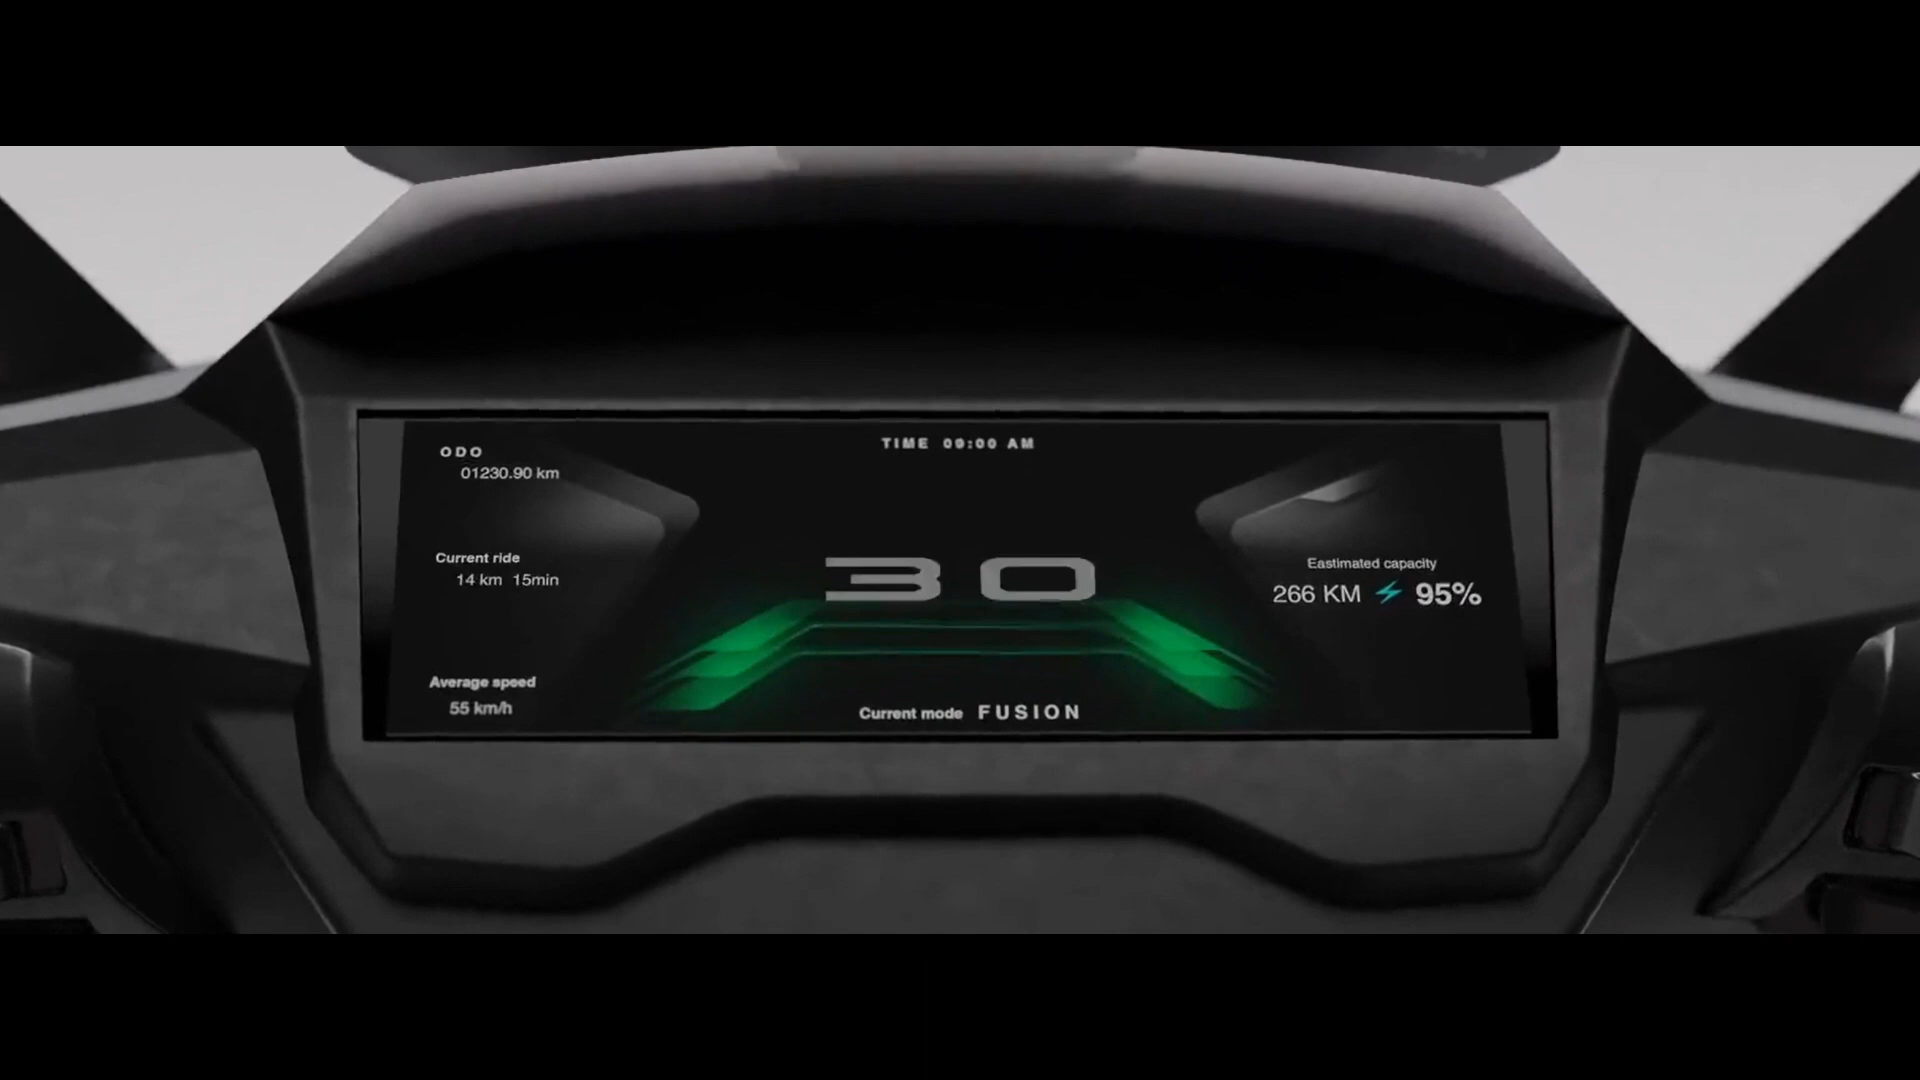 TIME 09:00 AM
ODO
01230.90 km
Current ride
14 km 15min
Average speed
55 km/h
30
Eastimated capacity
266 KM 95%
Current mode FUSION